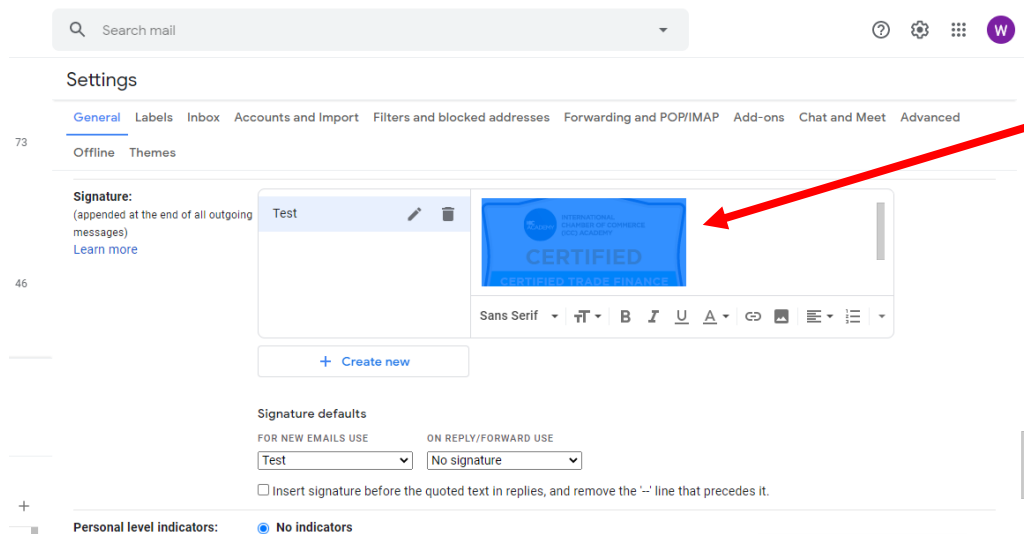 Search mail
W
Settings
General Labels Inbox Accounts and Import Filters and blocked addresses Forwarding and POP/IMAP Add-ons Chat and Meet Advanced
Offline Themes
73
46
Signature:
(appended at the end of all outgoing
messages)
Learn more
Test
INTERNATIONAL
CHAMBER OF COMMERCE
(ICC) ACADEMY
CERTIFIED
CERTIFIED TRADE FINANCE
Sans Serif
B I U A
+ Create new
Signature defaults
FOR NEW EMAILS USE ON REPLY/FORWARD USE
Test No signature
Insert signature before the quoted text in replies, and remove the '--' line that precedes it.
Personal level indicators: No indicators